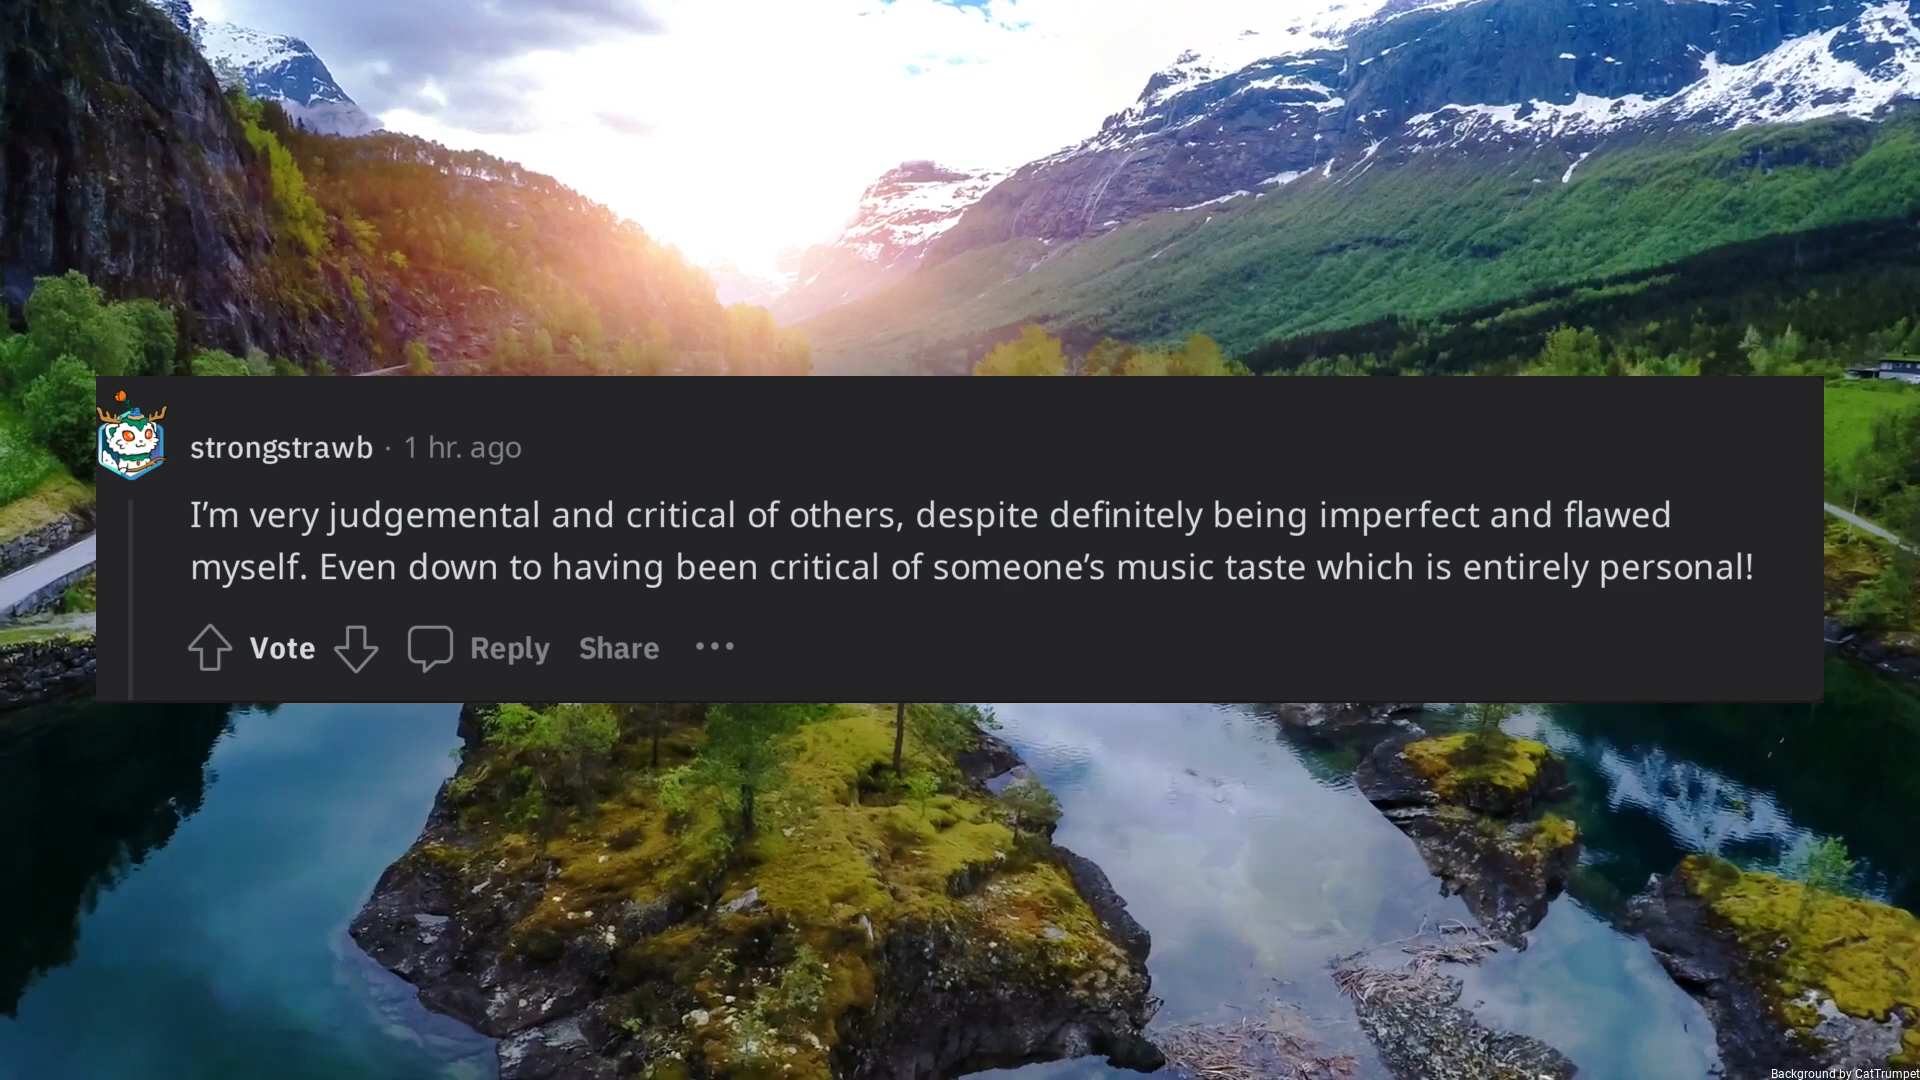 strongstrawb · 1 hr. ago
I’m very judgemental and critical of others, despite definitely being imperfect and flawed
myself. Even down to having been critical of someone’s music taste which is entirely personal!
Vote Reply Share ···
Background by CatTrumpet